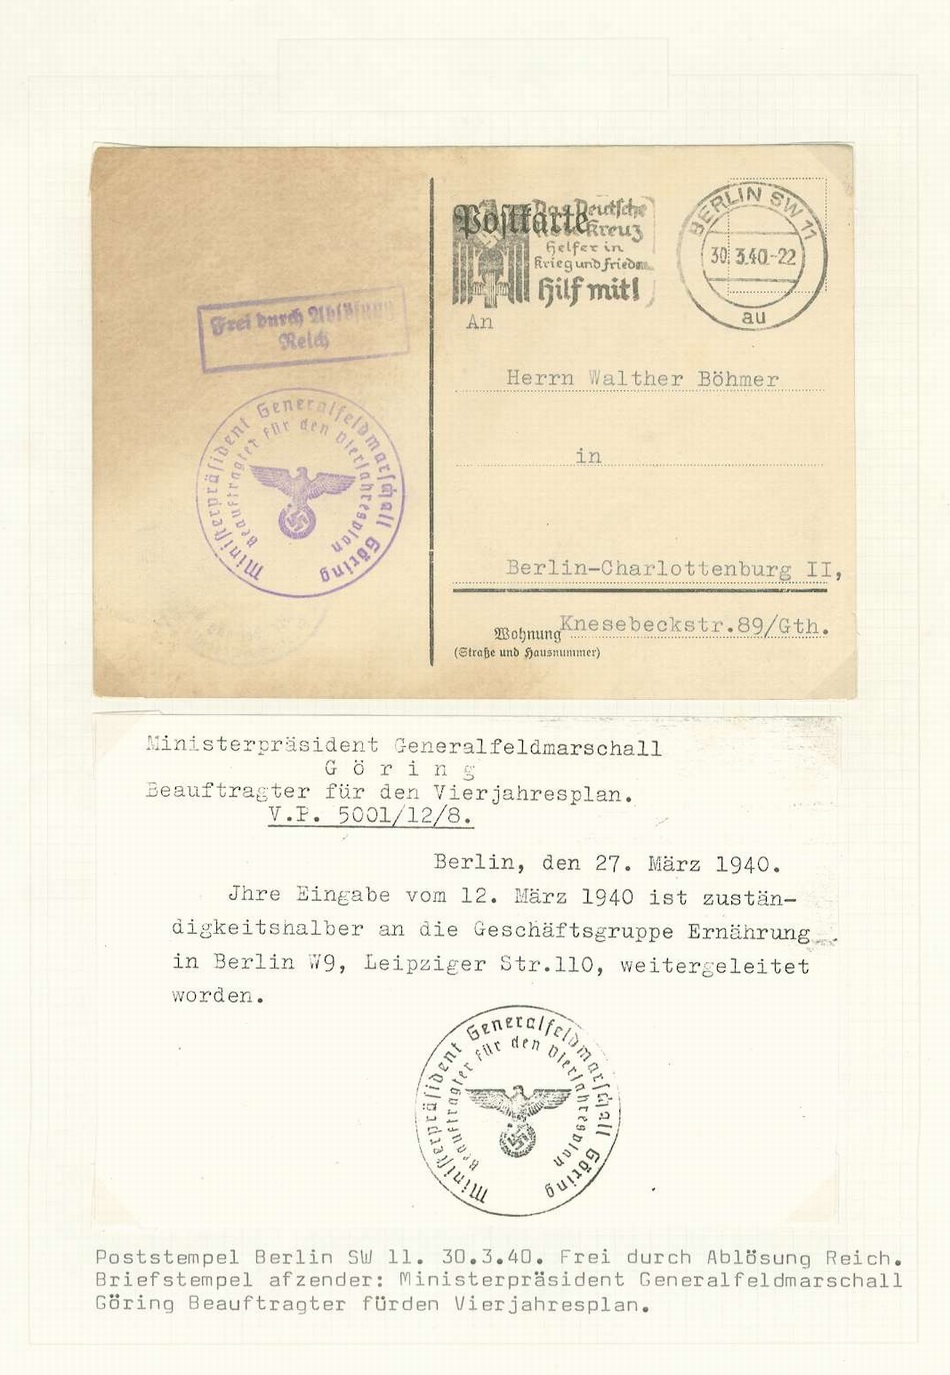 Postkarte
Das Deutsche
Rote Kreuz
Helfer in
Krieg und Frieden
Hilf mit!
BERLIN SW 11
30.3.40.-22
au
Frei durch Ablösung
Reich
Ministerpräsident Generalfeldmarschall Göring
Beauftragter für den Vierjahresplan
An
Herrn Walther Böhmer
in
Berlin-Charlottenburg II,
Wohnung Knesebeckstr.89/Gth.
(Straße und Hausnummer)
Ministerpräsident Generalfeldmarschall
G ö r i n g
Beauftragter für den Vierjahresplan.
V.P. 5001/12/8.
Berlin, den 27. März 1940.
Jhre Eingabe vom 12. März 1940 ist zustän-
digkeitshalber an die Geschäftsgruppe Ernährung
in Berlin W9, Leipziger Str.110, weitergeleitet
worden.
Ministerpräsident Generalfeldmarschall Göring
Beauftragter für den Vierjahresplan
Poststempel Berlin SW 11. 30.3.40. Frei durch Ablösung Reich.
Briefstempel afzender: Ministerpräsident Generalfeldmarschall
Göring Beauftragter fürden Vierjahresplan.